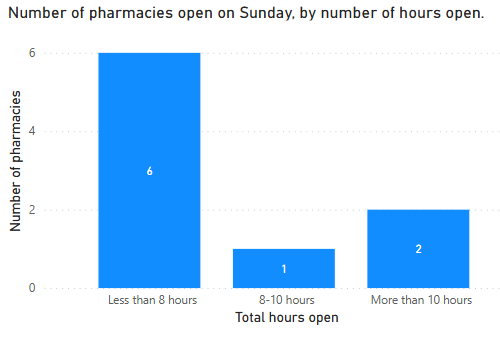 Number of pharmacies open on Sunday, by number of hours open.
Number of pharmacies
6
4
2
0
6
1
2
Less than 8 hours
8-10 hours
More than 10 hours
Total hours open